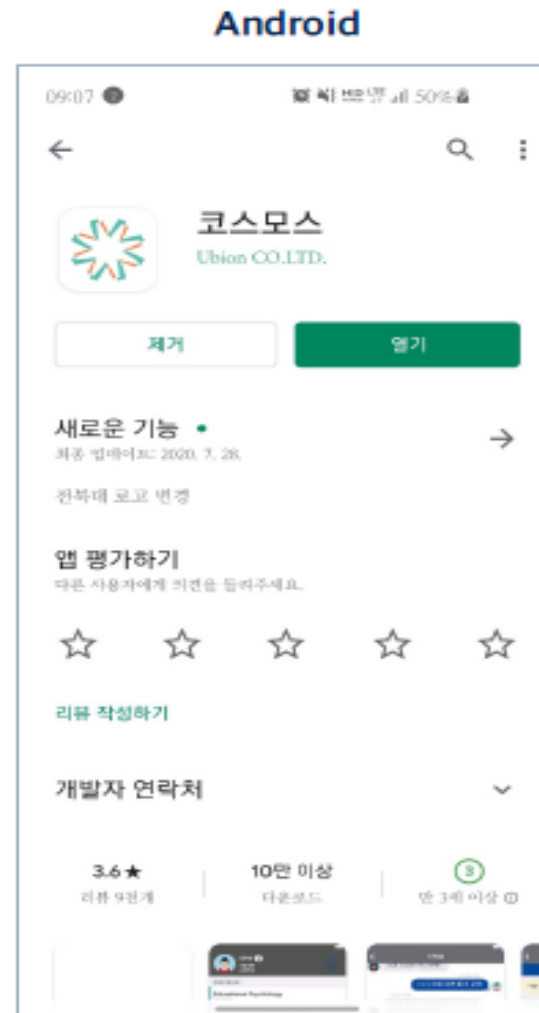 Android
09:07
50%
코스모스
Ubion CO.LTD.
제거
열기
새로운 기능
최종 업데이트: 2020. 7. 28.
전북대 로고 변경
앱 평가하기
다른 사용자에게 의견을 들려주세요.
리뷰 작성하기
개발자 연락처
3.6★
10만 이상
3
리뷰 9천개
다운로드
만 3세 이상
Educational Psychology